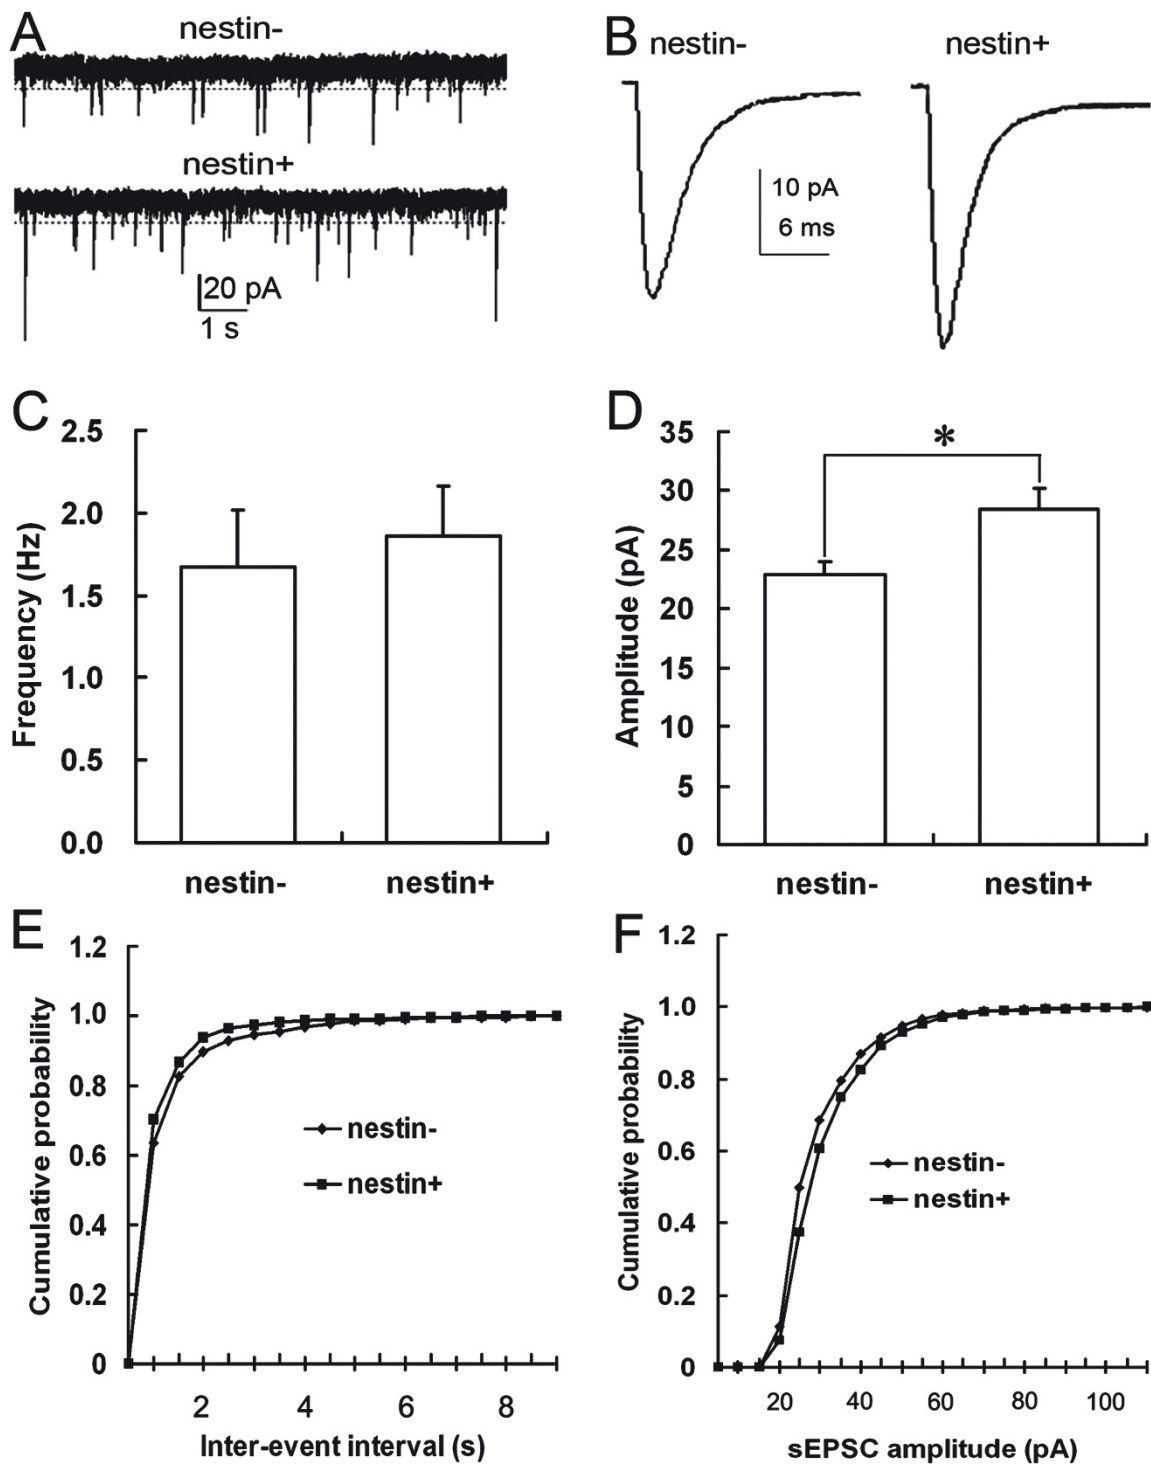 A
nestin-
nestin+
20 pA
1 s
B
nestin-
nestin+
10 pA
6 ms
C
Frequency (Hz)
2.5
2.0
1.5
1.0
0.5
0.0
nestin-
nestin+
D
Amplitude (pA)
35
30
25
20
15
10
5
0
*
nestin-
nestin+
E
Cumulative probability
1.2
1.0
0.8
0.6
0.4
0.2
0
nestin-
nestin+
2 4 6 8
Inter-event interval (s)
F
Cumulative probability
1.2
1.0
0.8
0.6
0.4
0.2
0
nestin-
nestin+
20 40 60 80 100
sEPSC amplitude (pA)